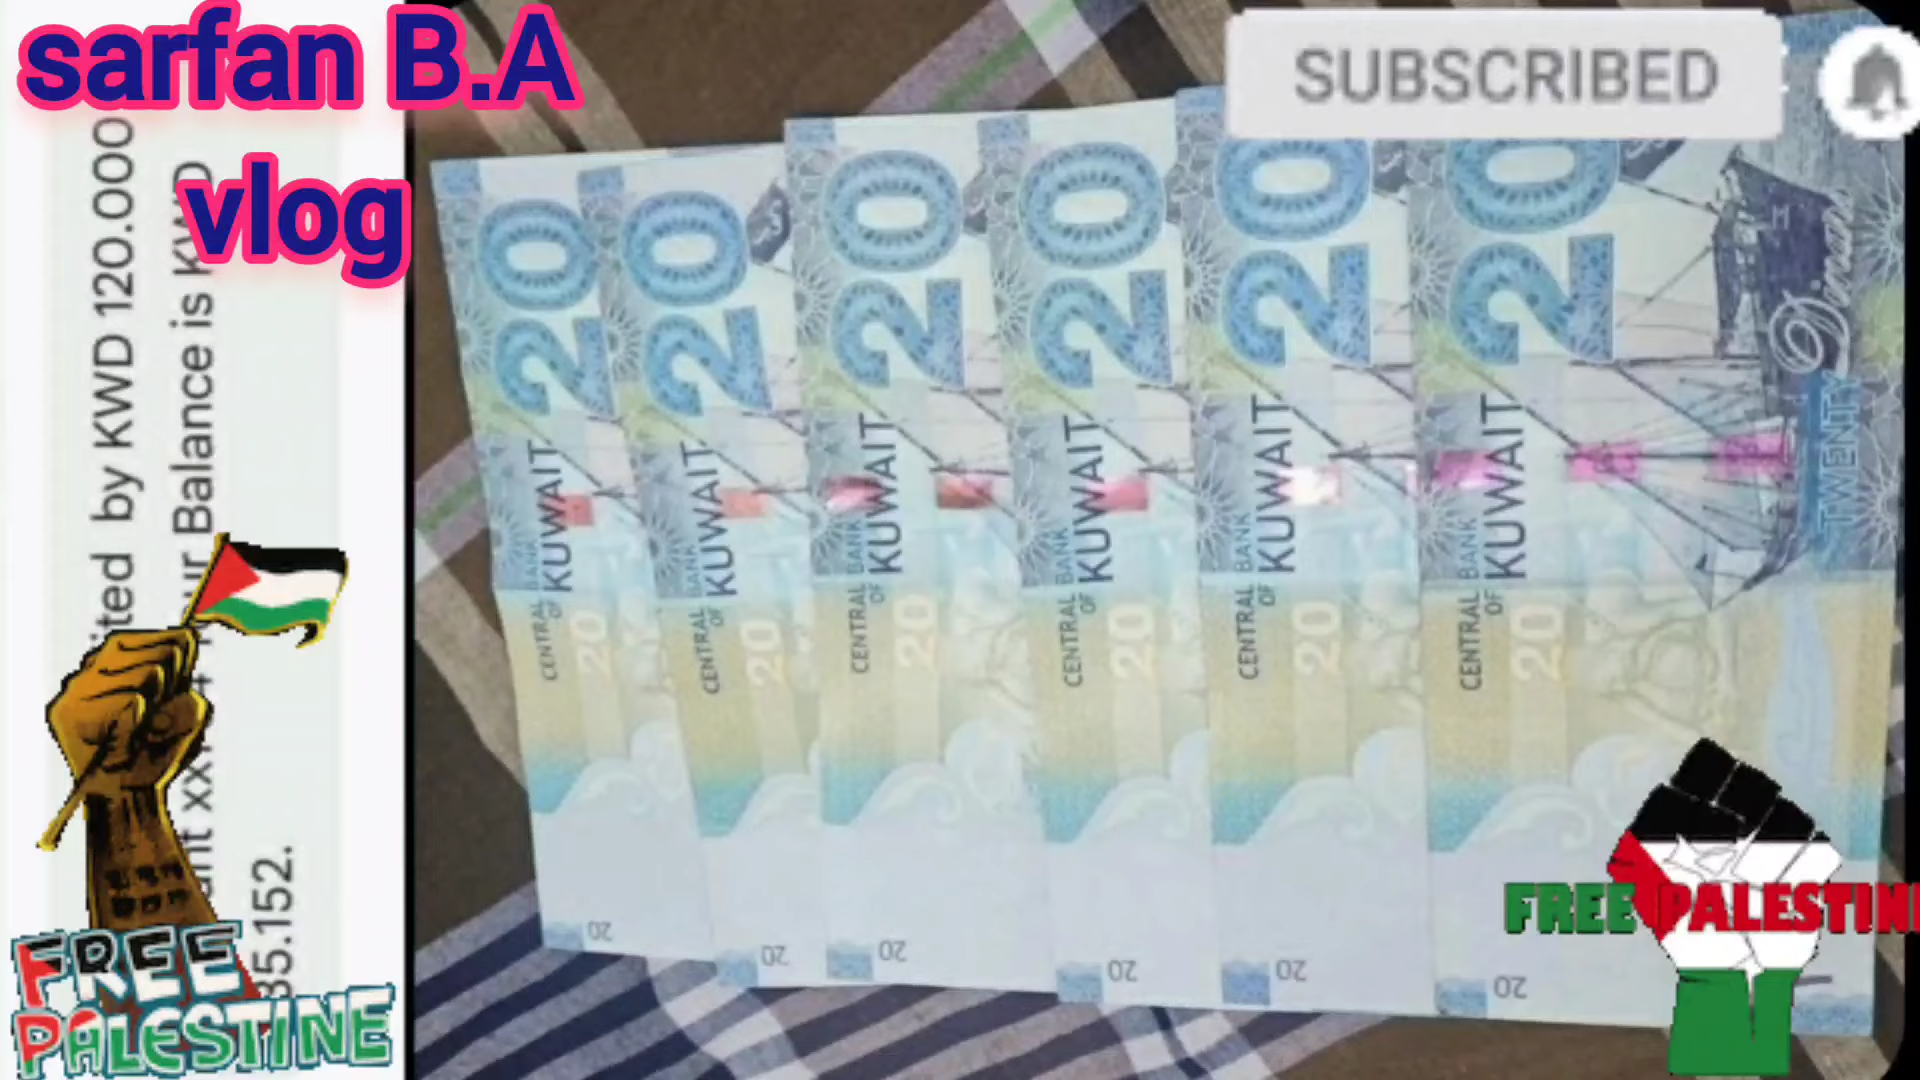 sarfan B.A
vlog
SUBSCRIBED
by KWD 120.000
Your Balance is KWD
35.152.
FREE
PALESTINE
20
CENTRAL BANK
OF KUWAIT
20
20
20
CENTRAL BANK
OF KUWAIT
20
20
20
CENTRAL BANK
OF KUWAIT
20
20
20
CENTRAL BANK
OF KUWAIT
20
20
20
CENTRAL BANK
OF KUWAIT
20
20
20
CENTRAL BANK
OF KUWAIT
20
20
TWENTY
Dinars
FREE PALESTIN